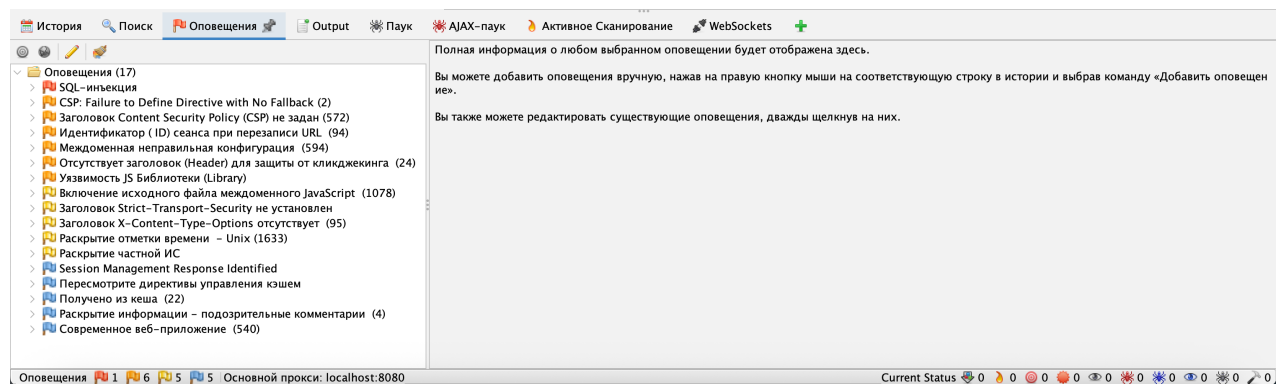 История Поиск Оповещения Output Паук AJAX-паук Активное Сканирование WebSockets
Полная информация о любом выбранном оповещении будет отображена здесь.
Вы можете добавить оповещения вручную, нажав на правую кнопку мыши на соответствующую строку в истории и выбрав команду «Добавить оповещен
ие».
Вы также можете редактировать существующие оповещения, дважды щелкнув на них.
Оповещения (17)
SQL-инъекция
CSP: Failure to Define Directive with No Fallback (2)
Заголовок Content Security Policy (CSP) не задан (572)
Идентификатор ( ID) сеанса при перезаписи URL (94)
Междоменная неправильная конфигурация (594)
Отсутствует заголовок (Header) для защиты от кликджекинга (24)
Уязвимость JS Библиотеки (Library)
Включение исходного файла междоменного JavaScript (1078)
Заголовок Strict-Transport-Security не установлен
Заголовок X-Content-Type-Options отсутствует (95)
Раскрытие отметки времени - Unix (1633)
Раскрытие частной ИС
Session Management Response Identified
Пересмотрите директивы управления кэшем
Получено из кеша (22)
Раскрытие информации - подозрительные комментарии (4)
Современное веб-приложение (540)
Оповещения 1 6 5 5 Основной прокси: localhost:8080 Current Status 0 0 0 0 0 0 0 0 0 0